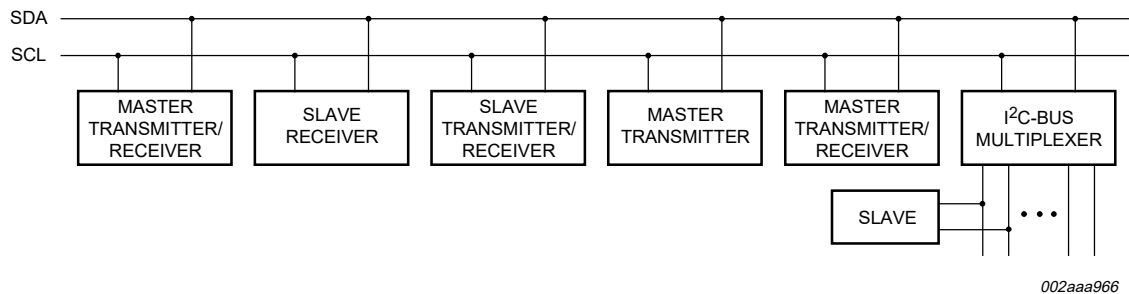 SDA
SCL
MASTER
TRANSMITTER/
RECEIVER
SLAVE
RECEIVER
SLAVE
TRANSMITTER/
RECEIVER
MASTER
TRANSMITTER
MASTER
TRANSMITTER/
RECEIVER
I²C-BUS
MULTIPLEXER
SLAVE
002aaa966